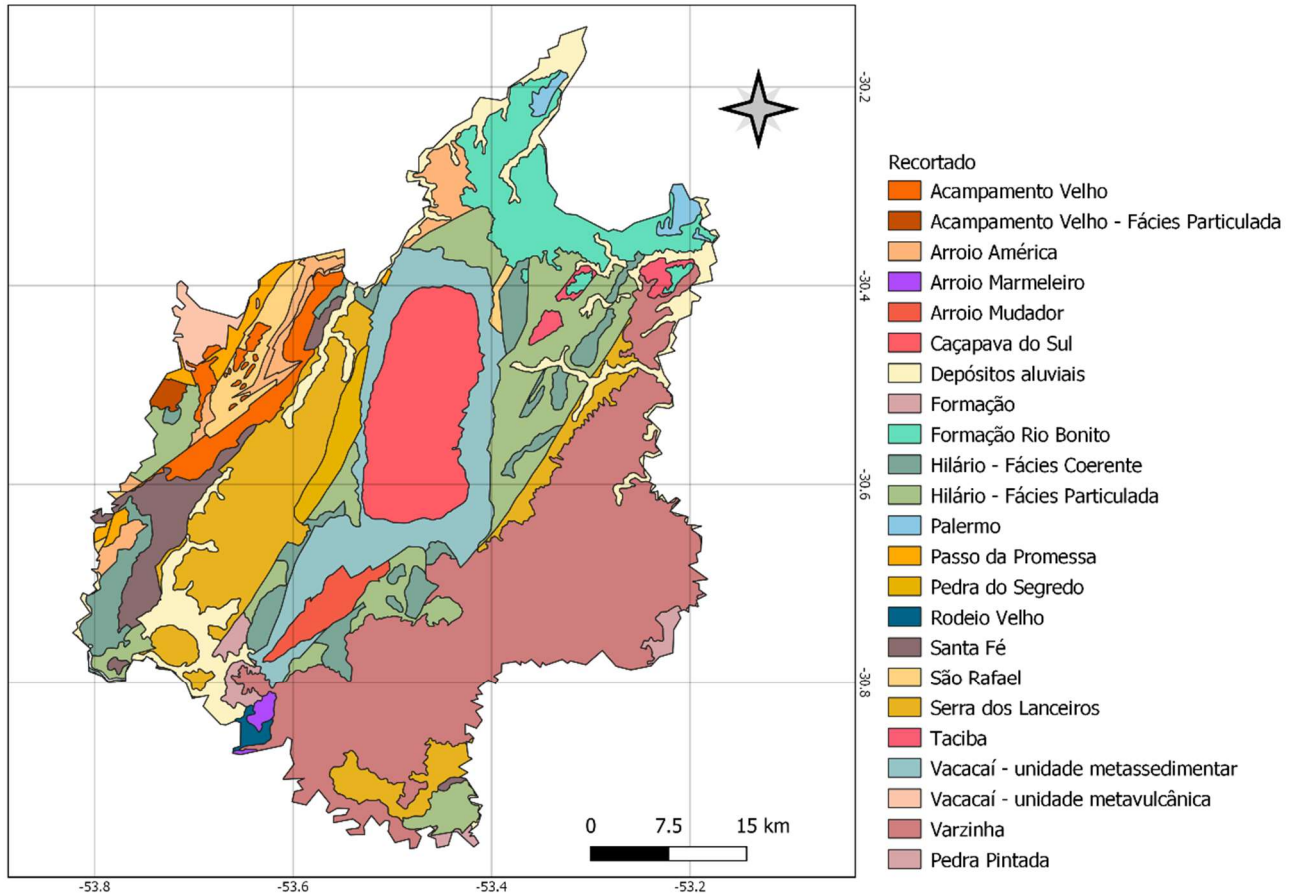 -30.2
-30.4
-30.6
-30.8
-53.8
-53.6
-53.4
-53.2
0
7.5
15 km
Recortado
Acampamento Velho
Acampamento Velho - Fácies Particulada
Arroio América
Arroio Marmeleiro
Arroio Mudador
Caçapava do Sul
Depósitos aluviais
Formação
Formação Rio Bonito
Hilário - Fácies Coerente
Hilário - Fácies Particulada
Palermo
Passo da Promessa
Pedra do Segredo
Rodeio Velho
Santa Fé
São Rafael
Serra dos Lanceiros
Taciba
Vacacaí - unidade metassedimentar
Vacacaí - unidade metavulcânica
Varzinha
Pedra Pintada